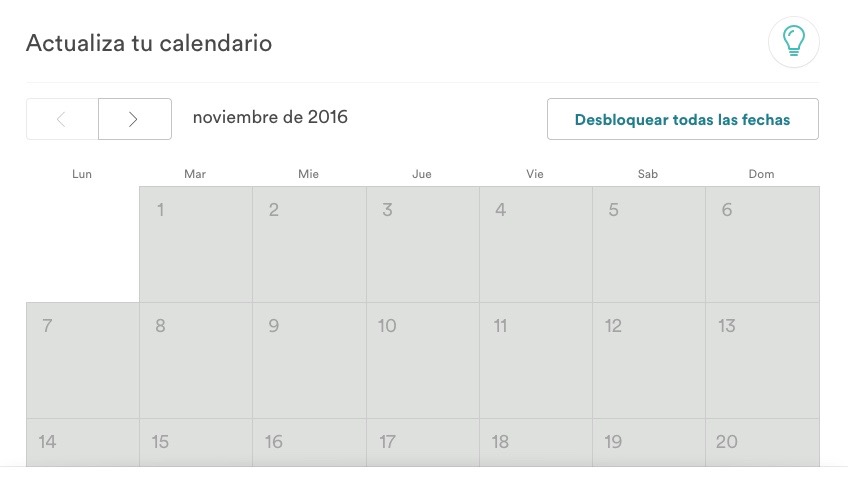 Actualiza tu calendario
noviembre de 2016
Desbloquear todas las fechas
Lun Mar Mie Jue Vie Sab Dom
1 2 3 4 5 6
7 8 9 10 11 12 13
14 15 16 17 18 19 20